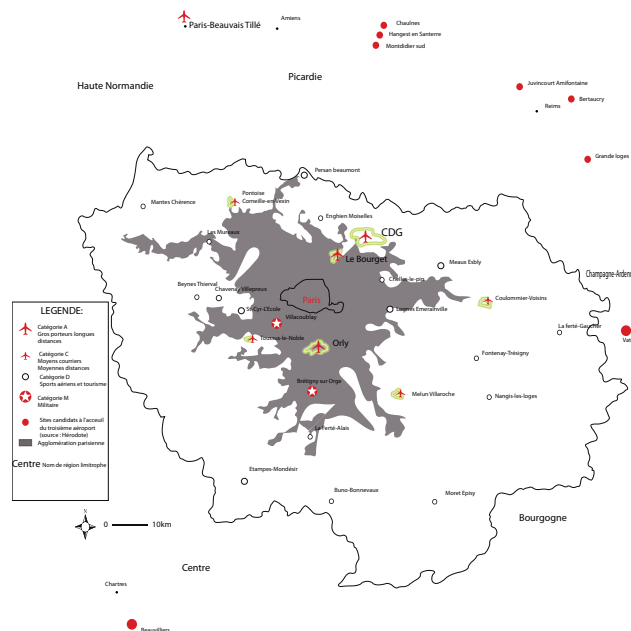 Paris-Beauvais Tillé
Amiens
Chaulnes
Hangest en Santerre
Montdidier sud
Haute Normandie
Picardie
Juvincourt Amifontaine
Bertaucry
Reims
Grande loges
Persan beaumont
Mantes Chérence
Pontoise
Corneille-en-Vexin
Enghien Moiselles
CDG
Les Mureaux
Le Bourget
Meaux Esbly
Champagne-Ardenn
Chelles-le-pin
Beynes Thierval
Chavenay Villepreux
Paris
Coulommier-Voisins
St-Cyr-L'École
Lognes Emerainville
Villacoublay
La ferté-Gaucher
Vat
Toussus-le-Noble
Orly
Fontenay-Trésigny
Brétigny sur Orge
Melun Villaroche
Nangis-les-loges
La Ferté-Alais
Etampes-Mondésir
Buno-Bonnevaux
Moret Episy
Bourgogne
Centre
Chartres
Beauvilliers
LEGENDE:
Catégorie A
Gros porteurs longues
distances
Catégorie C
Moyens courriers
Moyennes distances
Catégorie D
Sports aériens et tourisme
Catégorie M
Militaire
Sites candidats à l'acceuil
du troisième aéroport
(source : Hérodote)
Agglomération parisienne
Centre Nom de région limitrophe
N
0 10km